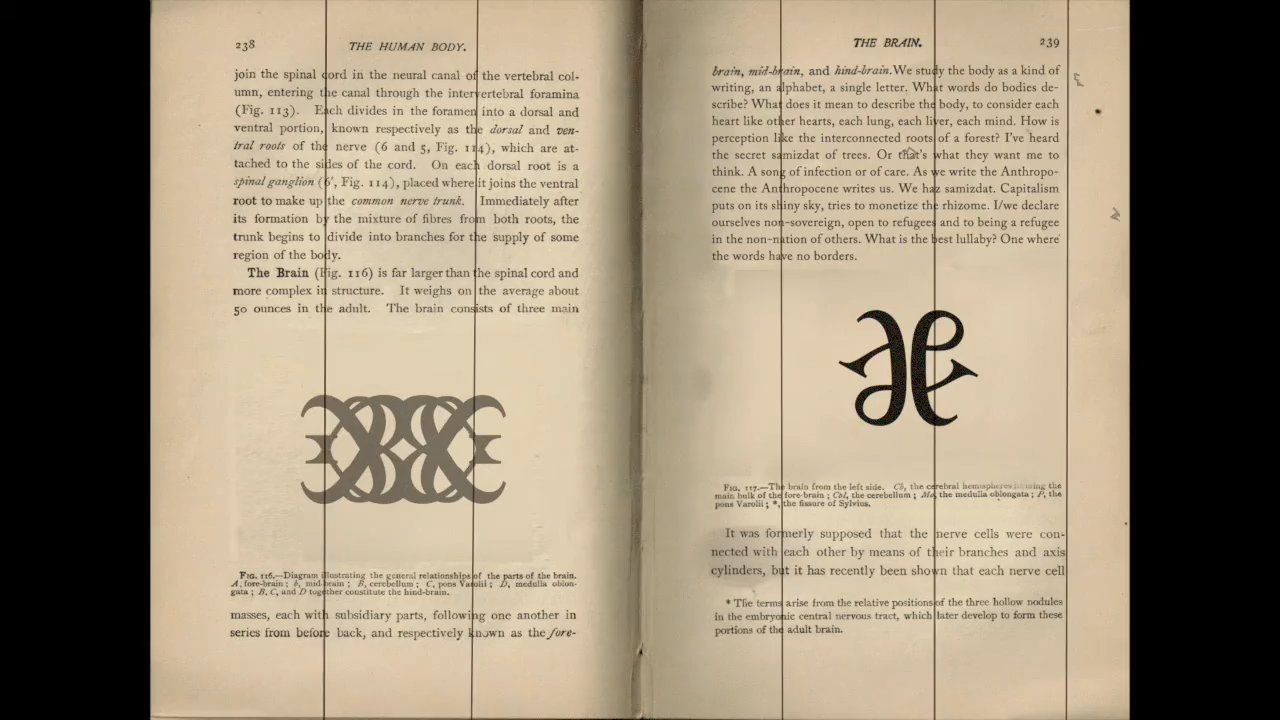 238
THE HUMAN BODY.
join the spinal cord in the neural canal of the vertebral col-
umn, entering the canal through the intervertebral foramina
(Fig. 113). Each divides in the foramen into a dorsal and
ventral portion, known respectively as the dorsal and ven-
tral roots of the nerve (6 and 5, Fig. 114), which are at-
tached to the sides of the cord. On each dorsal root is a
spinal ganglion (6', Fig. 114), placed where it joins the ventral
root to make up the common nerve trunk. Immediately after
its formation by the mixture of fibres from both roots, the
trunk begins to divide into branches for the supply of some
region of the body.
The Brain (Fig. 116) is far larger than the spinal cord and
more complex in structure. It weighs on the average about
50 ounces in the adult. The brain consists of three main
FIG. 116.—Diagram illustrating the general relationships of the parts of the brain.
A, fore-brain; b, mid-brain; B, cerebellum; C, pons Varolii; D, medulla oblon-
gata; B, C, and D together constitute the hind-brain.
masses, each with subsidiary parts, following one another in
series from before back, and respectively known as the fore-
THE BRAIN.
239
brain, mid-brain, and hind-brain.We study the body as a kind of
writing, an alphabet, a single letter. What words do bodies de-
scribe? What does it mean to describe the body, to consider each
heart like other hearts, each lung, each liver, each mind. How is
perception like the interconnected roots of a forest? I've heard
the secret samizdat of trees. Or that's what they want me to
think. A song of infection or of care. As we write the Anthropo-
cene the Anthropocene writes us. We haz samizdat. Capitalism
puts on its shiny sky, tries to monetize the rhizome. I/we declare
ourselves non-sovereign, open to refugees and to being a refugee
in the non-nation of others. What is the best lullaby? One where
the words have no borders.
FIG. 117.—The brain from the left side. Cb, the cerebral hemispheres forming the
main bulk of the fore-brain; Cbl, the cerebellum; Mo, the medulla oblongata; P, the
pons Varolii; *, the fissure of Sylvius.
It was formerly supposed that the nerve cells were con-
nected with each other by means of their branches and axis
cylinders, but it has recently been shown that each nerve cell
* The terms arise from the relative positions of the three hollow nodules
in the embryonic central nervous tract, which later develop to form these
portions of the adult brain.